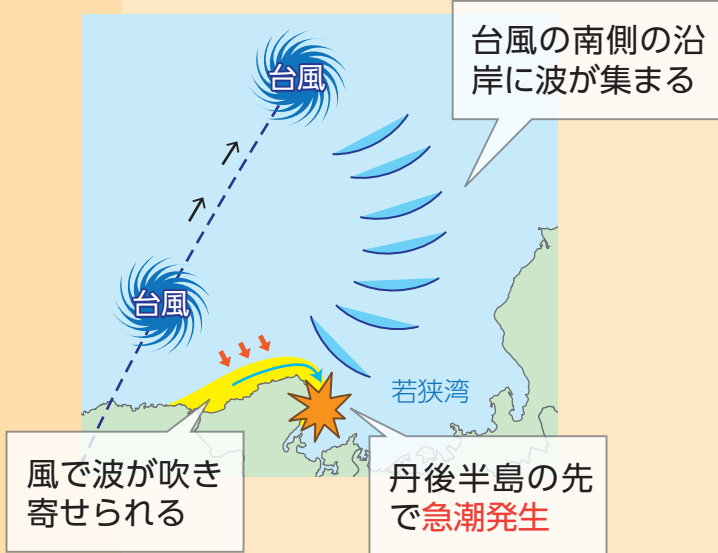 台風の南側の沿
岸に波が集まる
台風
台風
若狭湾
風で波が吹き
寄せられる
丹後半島の先
で急潮発生